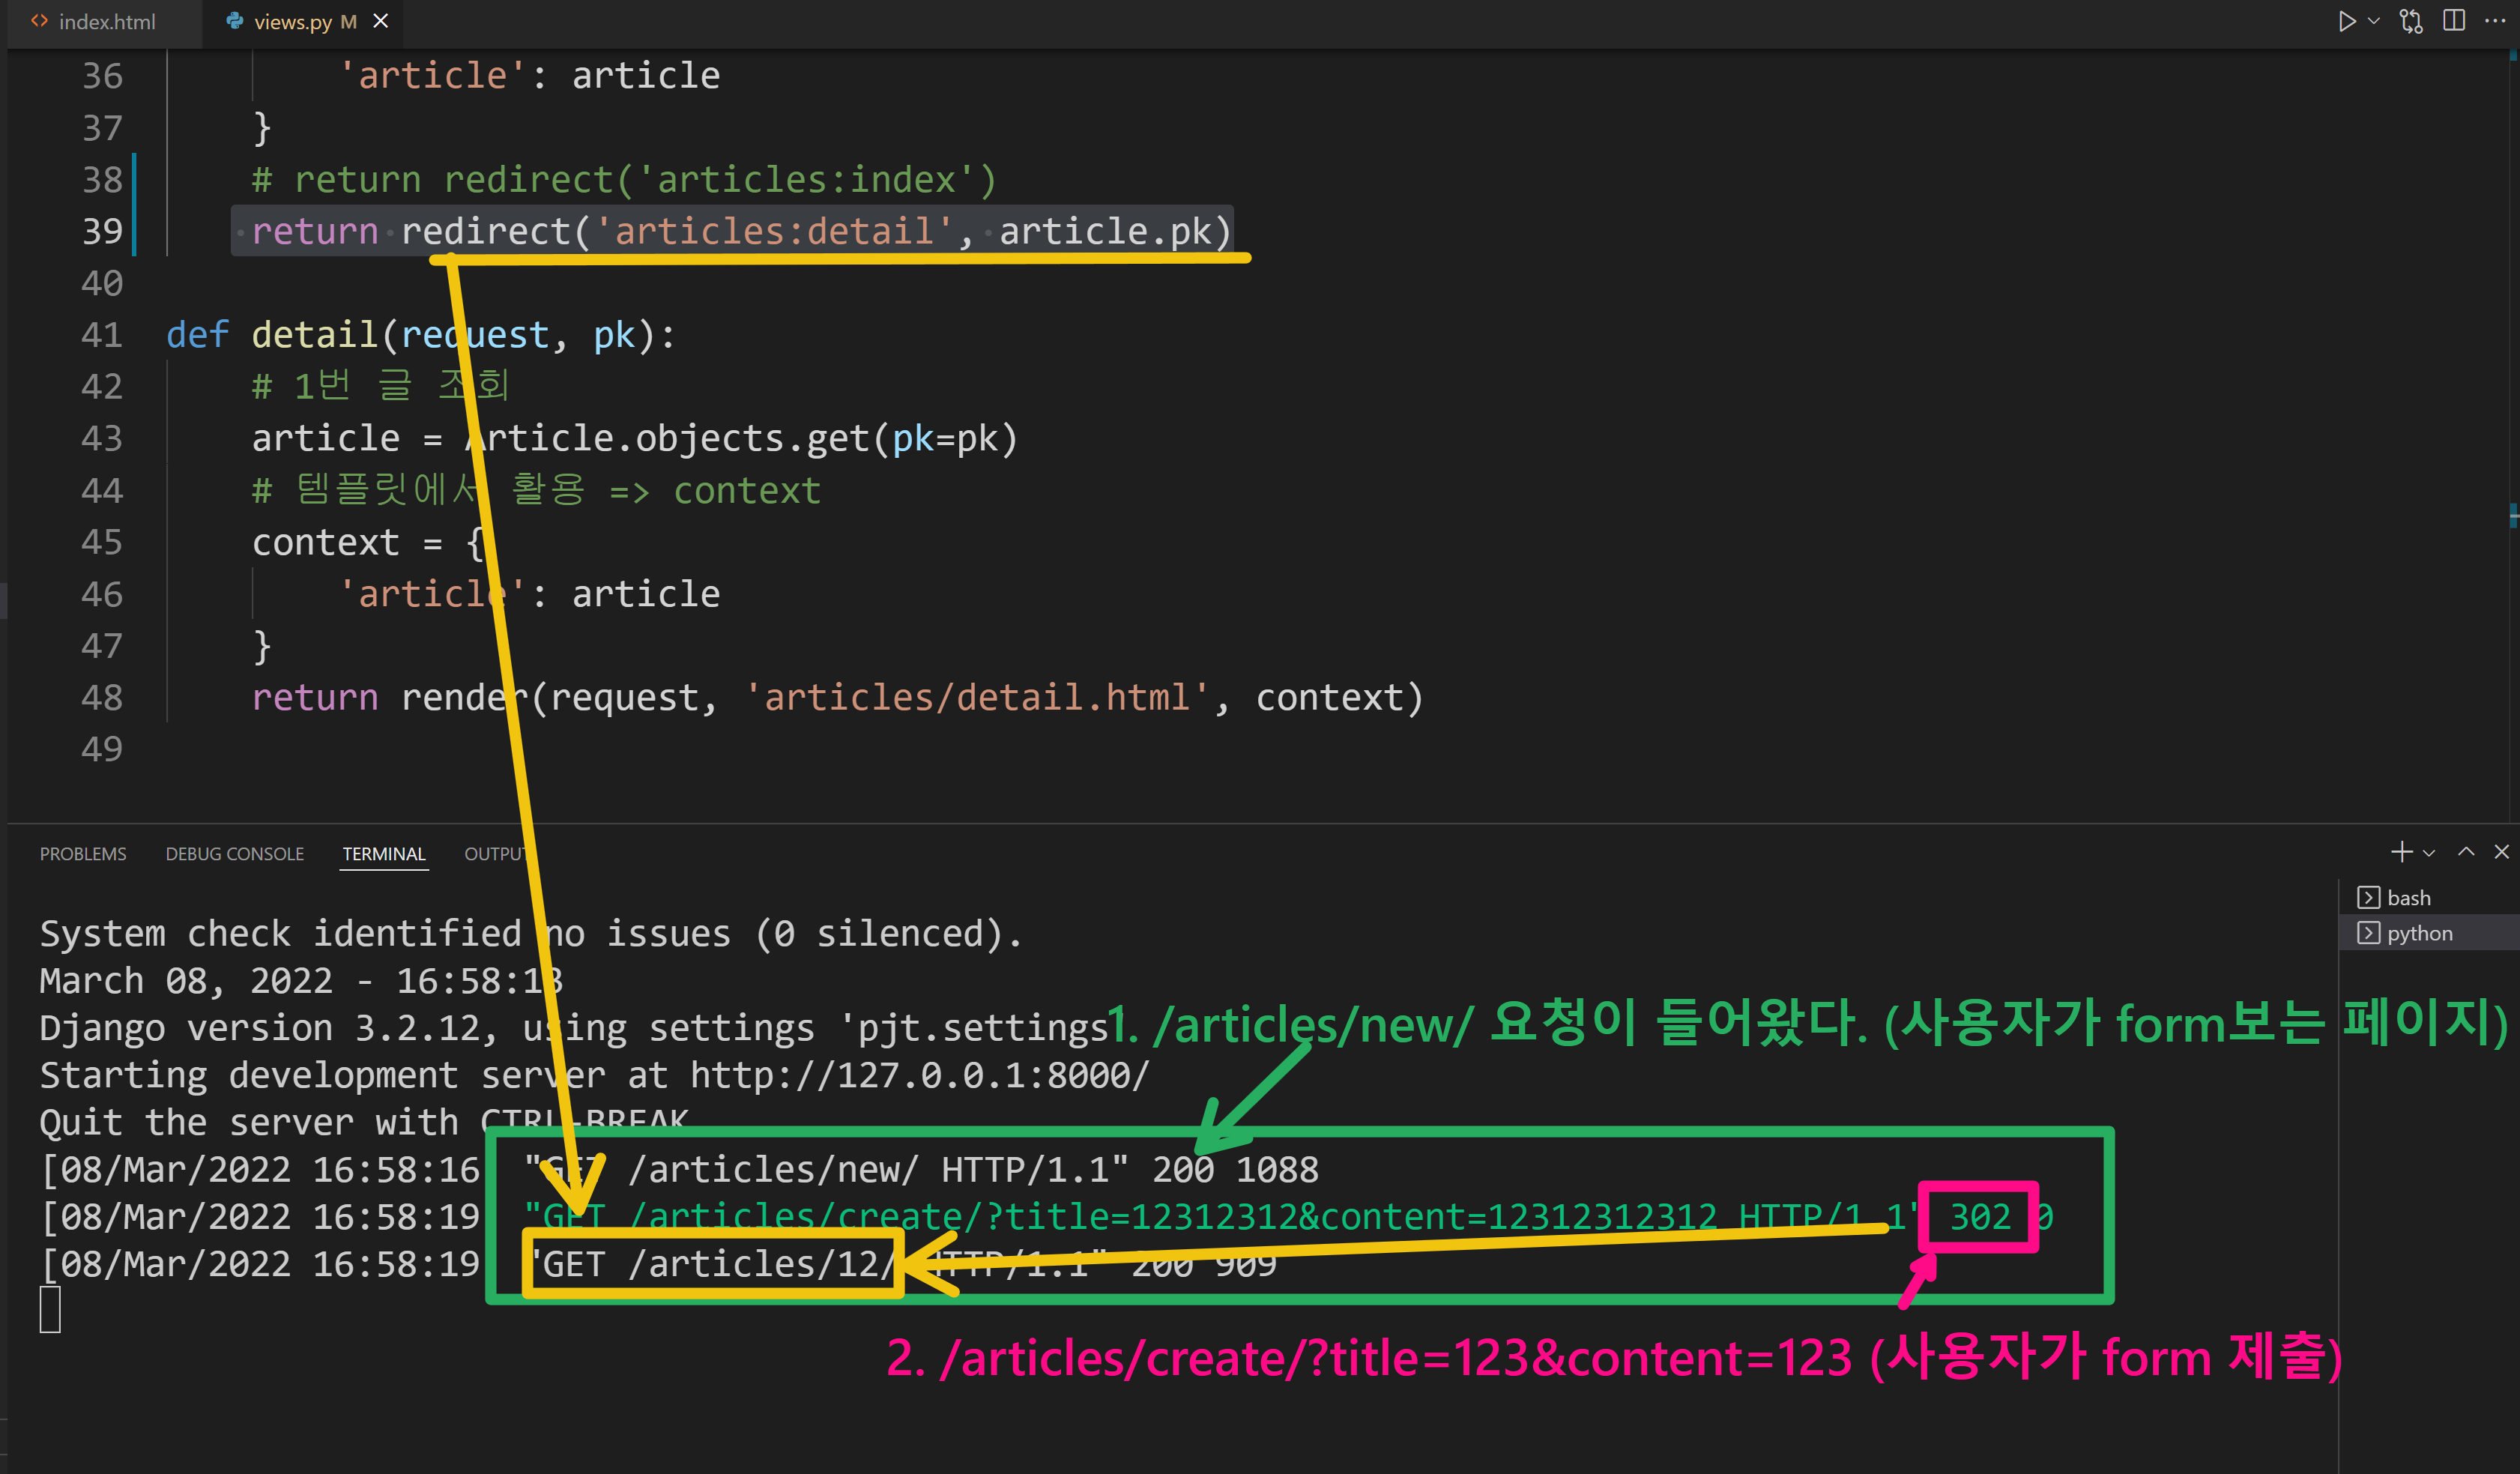 index.html
views.py M
36 'article': article
37 }
38 # return redirect('articles:index')
39 return redirect('articles:detail', article.pk)
40
41 def detail(request, pk):
42 # 1번 글 조회
43 article = Article.objects.get(pk=pk)
44 # 템플릿에서 활용 => context
45 context = {
46 'article': article
47 }
48 return render(request, 'articles/detail.html', context)
49
PROBLEMS DEBUG CONSOLE TERMINAL OUTPUT
bash
python
System check identified no issues (0 silenced).
March 08, 2022 - 16:58:13
Django version 3.2.12, using settings 'pjt.settings'
1. /articles/new/ 요청이 들어왔다. (사용자가 form보는 페이지)
Starting development server at http://127.0.0.1:8000/
Quit the server with CTRL-BREAK
[08/Mar/2022 16:58:16 "GET /articles/new/ HTTP/1.1" 200 1088
[08/Mar/2022 16:58:19 "GET /articles/create/?title=12312312&content=12312312312 HTTP/1.1" 302 0
[08/Mar/2022 16:58:19 "GET /articles/12/ HTTP/1.1" 200 909
2. /articles/create/?title=123&content=123 (사용자가 form 제출)